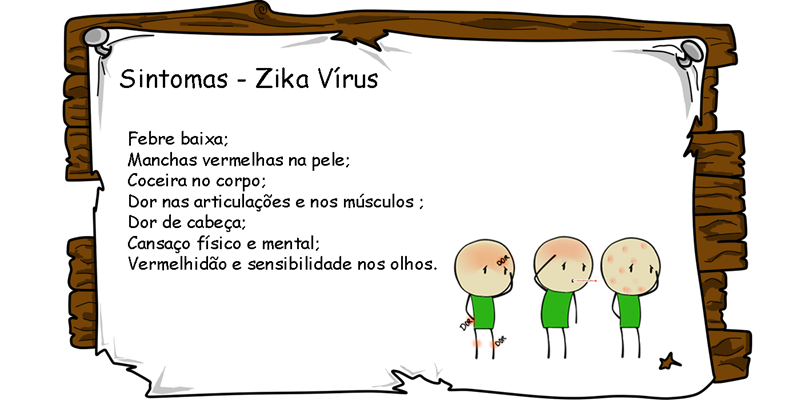 Sintomas - Zika Vírus
Febre baixa;
Manchas vermelhas na pele;
Coceira no corpo;
Dor nas articulações e nos músculos ;
Dor de cabeça;
Cansaço físico e mental;
Vermelhidão e sensibilidade nos olhos.
DOR
DOR
DOR